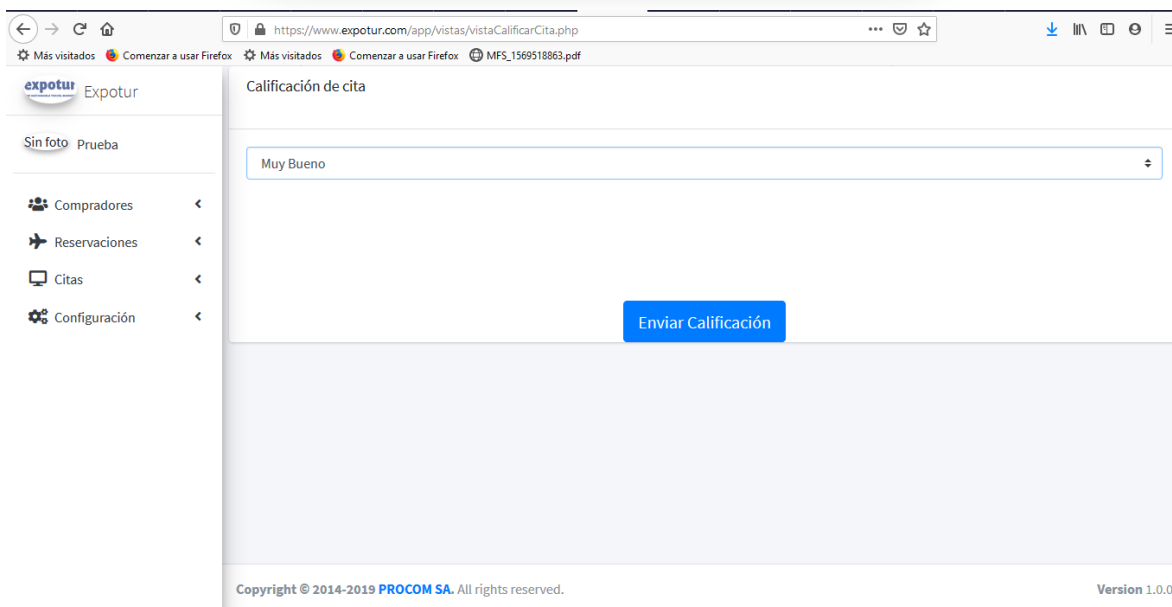 https://www.expotur.com/app/vistas/vistaCalificarCita.php
Más visitados Comenzar a usar Firefox Más visitados Comenzar a usar Firefox MFS_1569518863.pdf
expotur Expotur
Calificación de cita
Sin foto Prueba
Muy Bueno
Compradores
Reservaciones
Citas
Configuración
Enviar Calificación
Copyright © 2014-2019 PROCOM SA. All rights reserved.
Version 1.0.0